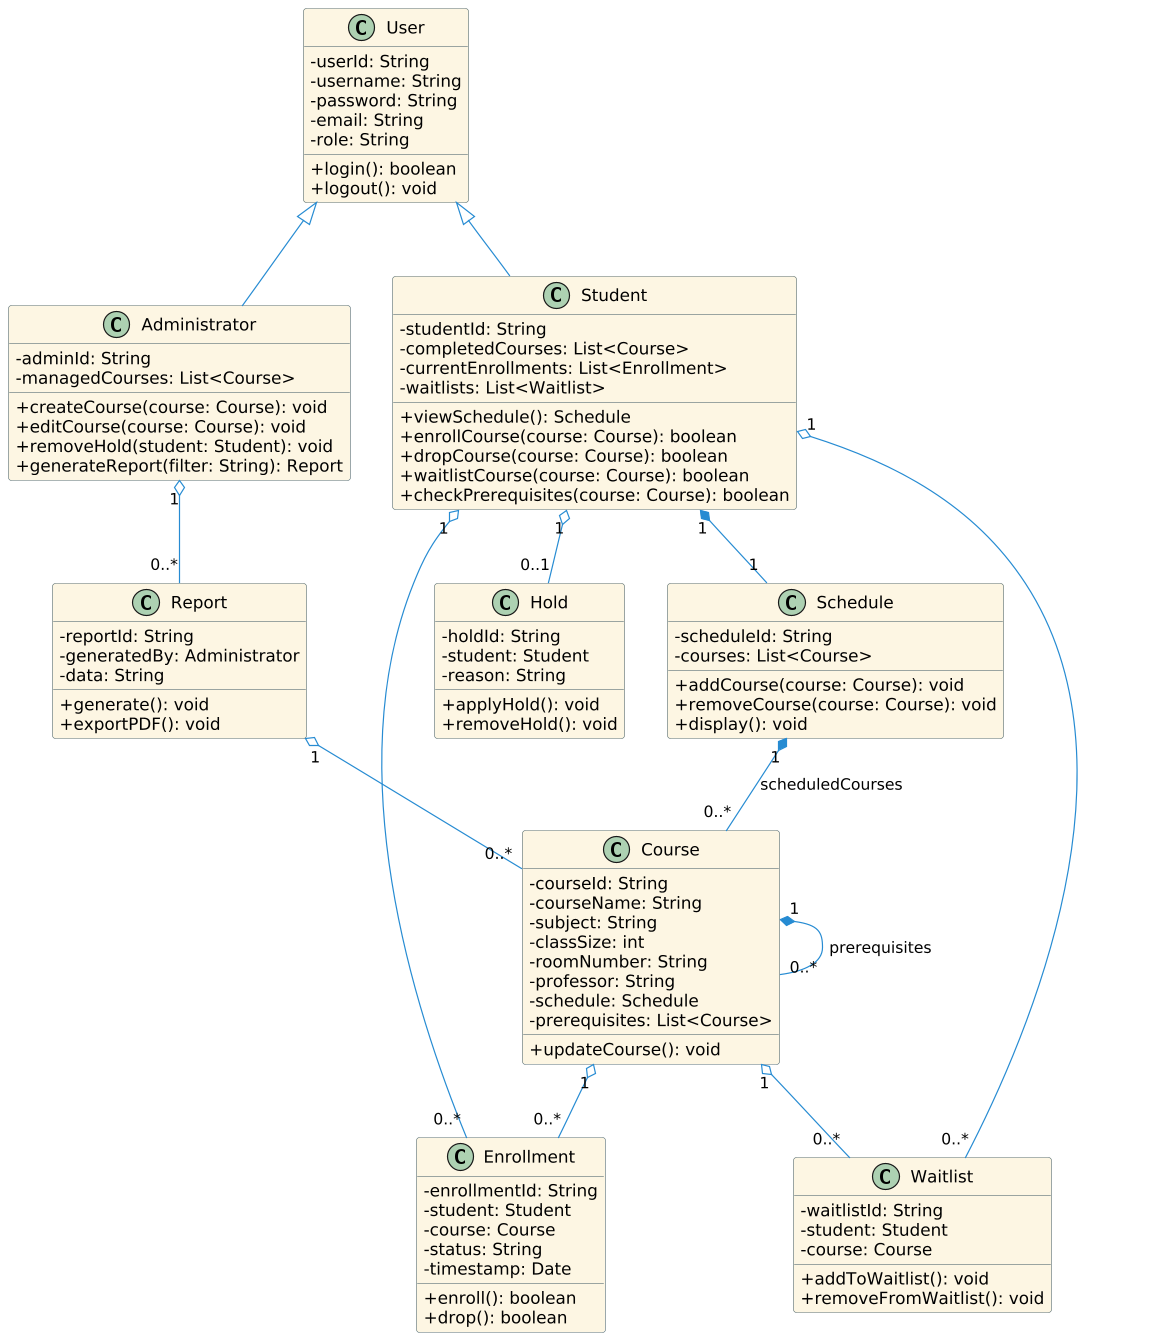 C User
-userId: String
-username: String
-password: String
-email: String
-role: String
+login(): boolean
+logout(): void
C Administrator
-adminId: String
-managedCourses: List<Course>
+createCourse(course: Course): void
+editCourse(course: Course): void
+removeHold(student: Student): void
+generateReport(filter: String): Report
C Student
-studentId: String
-completedCourses: List<Course>
-currentEnrollments: List<Enrollment>
-waitlists: List<Waitlist>
+viewSchedule(): Schedule
+enrollCourse(course: Course): boolean
+dropCourse(course: Course): boolean
+waitlistCourse(course: Course): boolean
+checkPrerequisites(course: Course): boolean
1
1
0..*
1
1
0..1
1
1
C Report
-reportId: String
-generatedBy: Administrator
-data: String
+generate(): void
+exportPDF(): void
C Hold
-holdId: String
-student: Student
-reason: String
+applyHold(): void
+removeHold(): void
C Schedule
-scheduleId: String
-courses: List<Course>
+addCourse(course: Course): void
+removeCourse(course: Course): void
+display(): void
1
0..*
1
scheduledCourses
0..*
C Course
-courseId: String
-courseName: String
-subject: String
-classSize: int
-roomNumber: String
-professor: String
-schedule: Schedule
-prerequisites: List<Course>
+updateCourse(): void
1
prerequisites
0..*
1
1
0..*
0..*
0..*
0..*
C Enrollment
-enrollmentId: String
-student: Student
-course: Course
-status: String
-timestamp: Date
+enroll(): boolean
+drop(): boolean
C Waitlist
-waitlistId: String
-student: Student
-course: Course
+addToWaitlist(): void
+removeFromWaitlist(): void